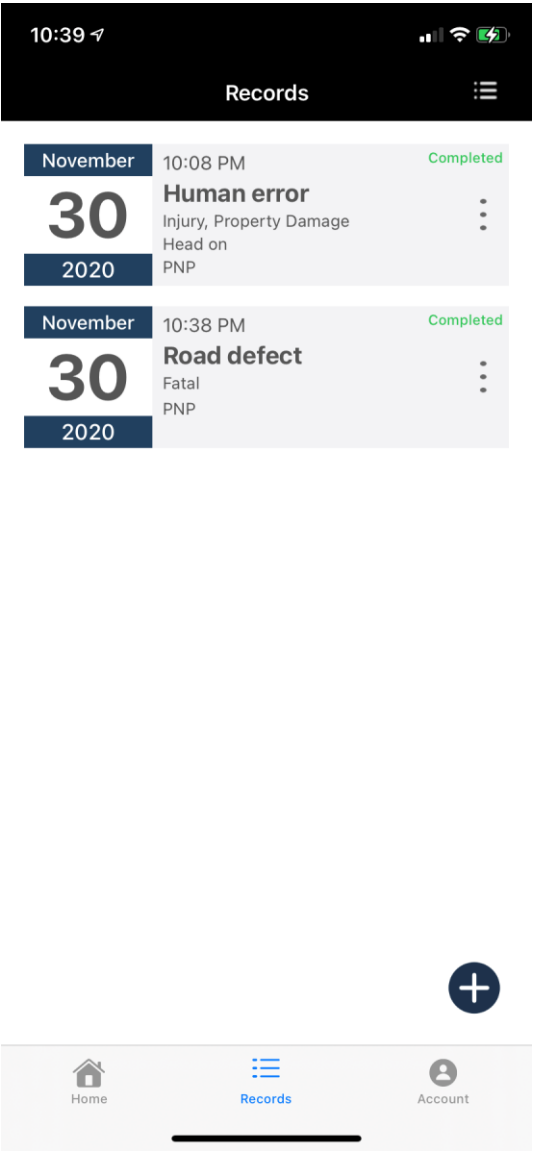 10:39
Records
November
30
2020
10:08 PM
Completed
Human error
Injury, Property Damage
Head on
PNP
November
30
2020
10:38 PM
Completed
Road defect
Fatal
PNP
Home
Records
Account